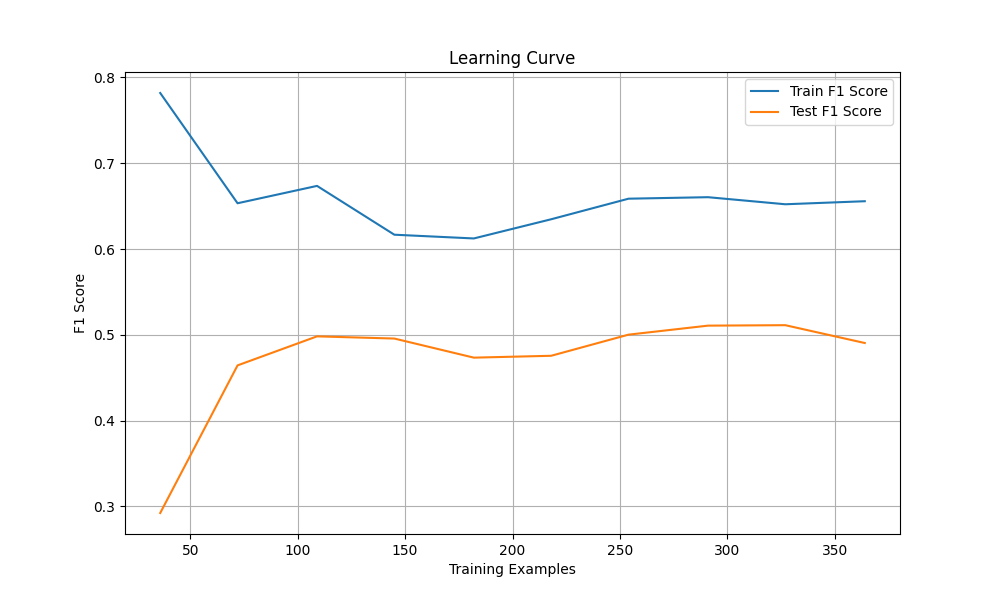 Learning Curve
Train F1 Score
Test F1 Score
F1 Score
0.8
0.7
0.6
0.5
0.4
0.3
50 100 150 200 250 300 350
Training Examples